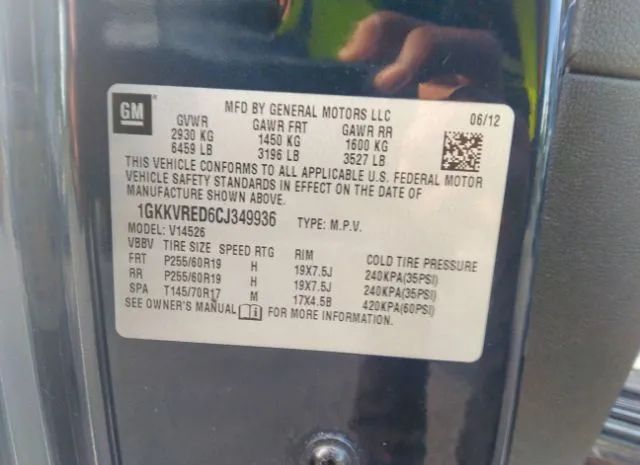 GM
MFD BY GENERAL MOTORS LLC
06/12
GVWR GAWR FRT GAWR RR
2930 KG 1450 KG 1600 KG
6459 LB 3196 LB 3527 LB
THIS VEHICLE CONFORMS TO ALL APPLICABLE U.S. FEDERAL MOTOR
VEHICLE SAFETY STANDARDS IN EFFECT ON THE DATE OF
MANUFACTURE SHOWN ABOVE.
1GKKVRED6CJ349936 TYPE: M.P.V.
MODEL: V14526
VBBV TIRE SIZE SPEED RTG RIM COLD TIRE PRESSURE
FRT P255/60R19 H 19X7.5J 240KPA(35PSI)
RR P255/60R19 H 19X7.5J 240KPA(35PSI)
SPA T145/70R17 M 17X4.5B 420KPA(60PSI)
SEE OWNER'S MANUAL FOR MORE INFORMATION.